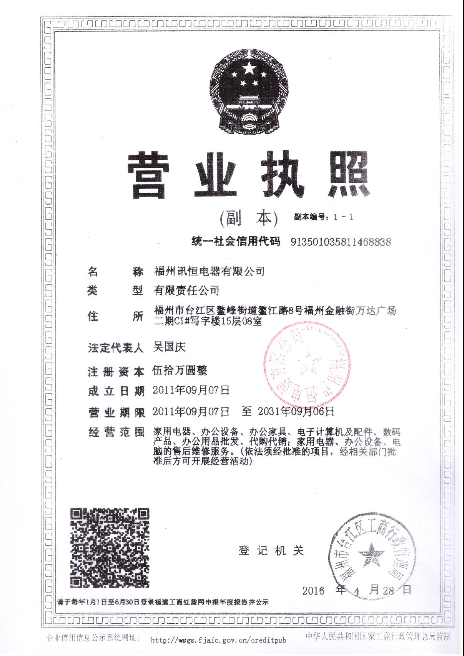 营业执照
(副 本) 副本编号：1-1
统一社会信用代码 913501035811468838
名 称 福州讯恒电器有限公司
类 型 有限责任公司
住 所 福州市台江区鳌峰街道鳌江路8号福州金融街万达广场
二期C1#写字楼15层08室
法定代表人 吴国庆
注册资本 伍拾万圆整
成立日期 2011年09月07日
营业期限 2011年09月07日 至 2031年09月06日
经营范围 家用电器、办公设备、办公家具、电子计算机及配件、数码
产品、办公用品批发、代购代销；家用电器、办公设备、电
脑的售后维修服务。(依法须经批准的项目，经相关部门批
准后方可开展经营活动)
登记机关
福州市台江区工商行政管理局
2016 年 4 月 28 日
请于每年1月1日至6月30日登录福建工商红盾网申报年度报告并公示
企业信用信息公示系统网址： http://wsgs.fjaic.gov.cn/creditpub 中华人民共和国国家工商行政管理总局监制